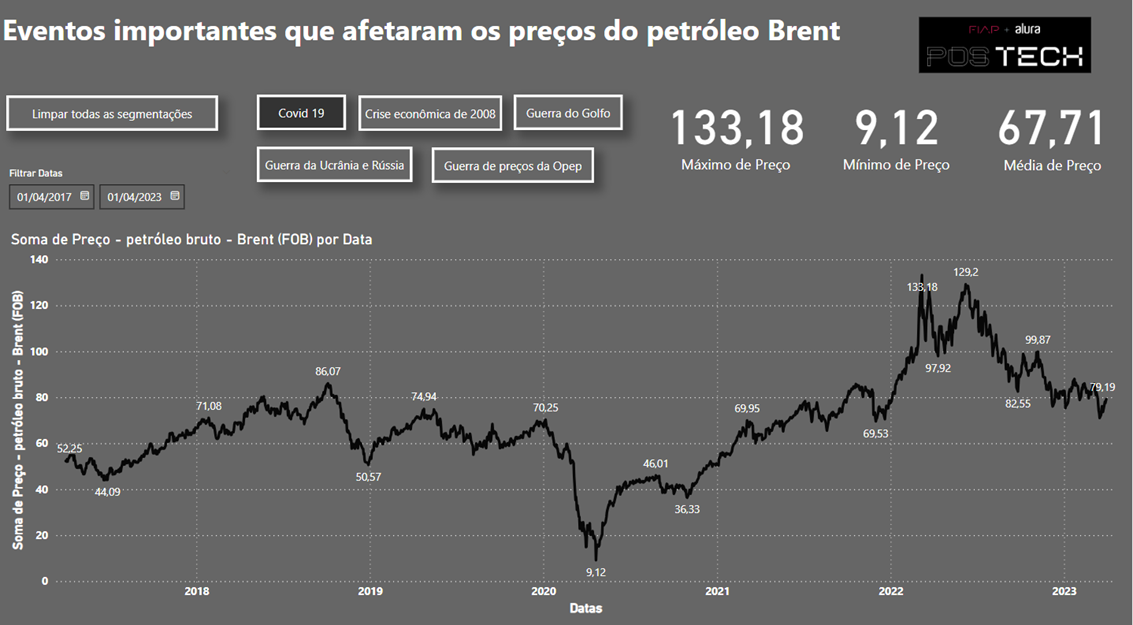 Eventos importantes que afetaram os preços do petróleo Brent
FIAP + alura
POS TECH
Limpar todas as segmentações
Covid 19
Crise econômica de 2008
Guerra do Golfo
133,18
9,12
67,71
Máximo de Preço
Mínimo de Preço
Média de Preço
Guerra da Ucrânia e Rússia
Guerra de preços da Opep
Filtrar Datas
01/04/2017
01/04/2023
Soma de Preço - petróleo bruto - Brent (FOB) por Data
Soma de Preço - petróleo bruto - Brent (FOB)
140
120
100
80
60
40
20
0
52,25
44,09
71,08
86,07
50,57
74,94
70,25
9,12
46,01
36,33
69,95
69,53
133,18
97,92
129,2
82,55
99,87
79,19
2018
2019
2020
2021
2022
2023
Datas